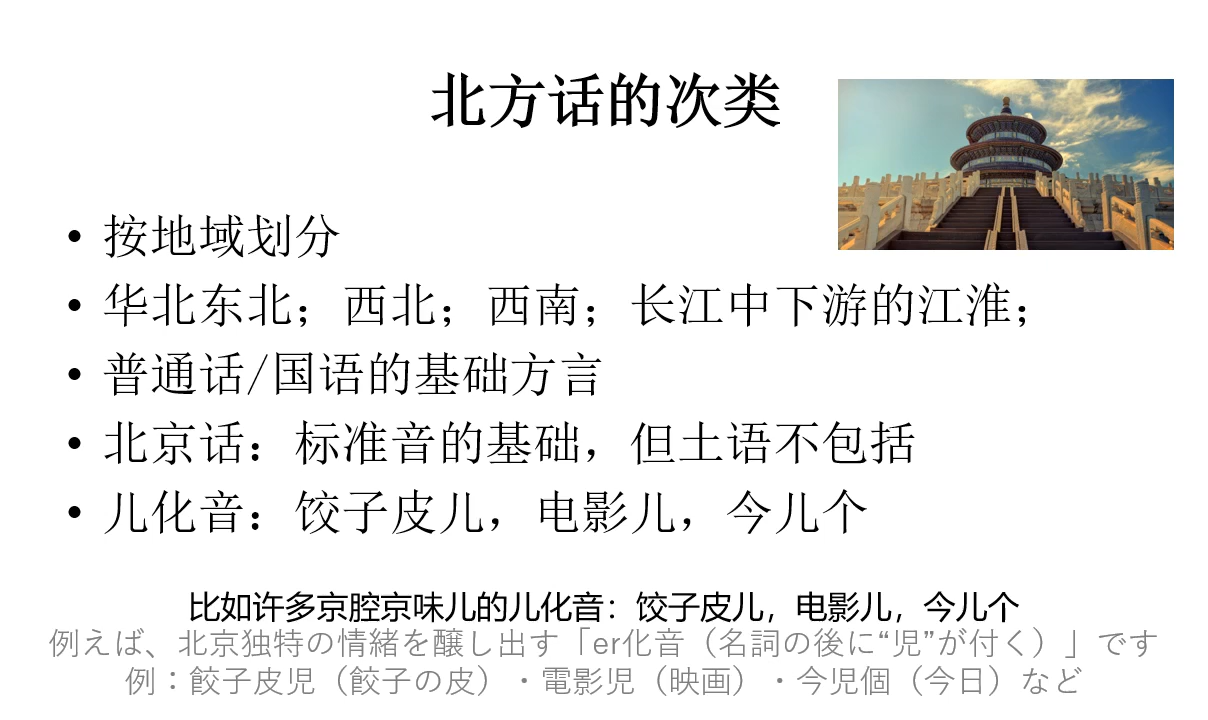 北方话的次类
• 按地域划分
• 华北东北；西北；西南；长江中下游的江淮；
• 普通话/国语的基础方言
• 北京话：标准音的基础，但土语不包括
• 儿化音：饺子皮儿，电影儿，今儿个
比如许多京腔京味儿的儿化音：饺子皮儿，电影儿，今儿个
例えば、北京独特の情緒を醸し出す「er化音（名詞の後に“児”が付く）」です
例：餃子皮児（餃子の皮）・電影児（映画）・今児個（今日）など